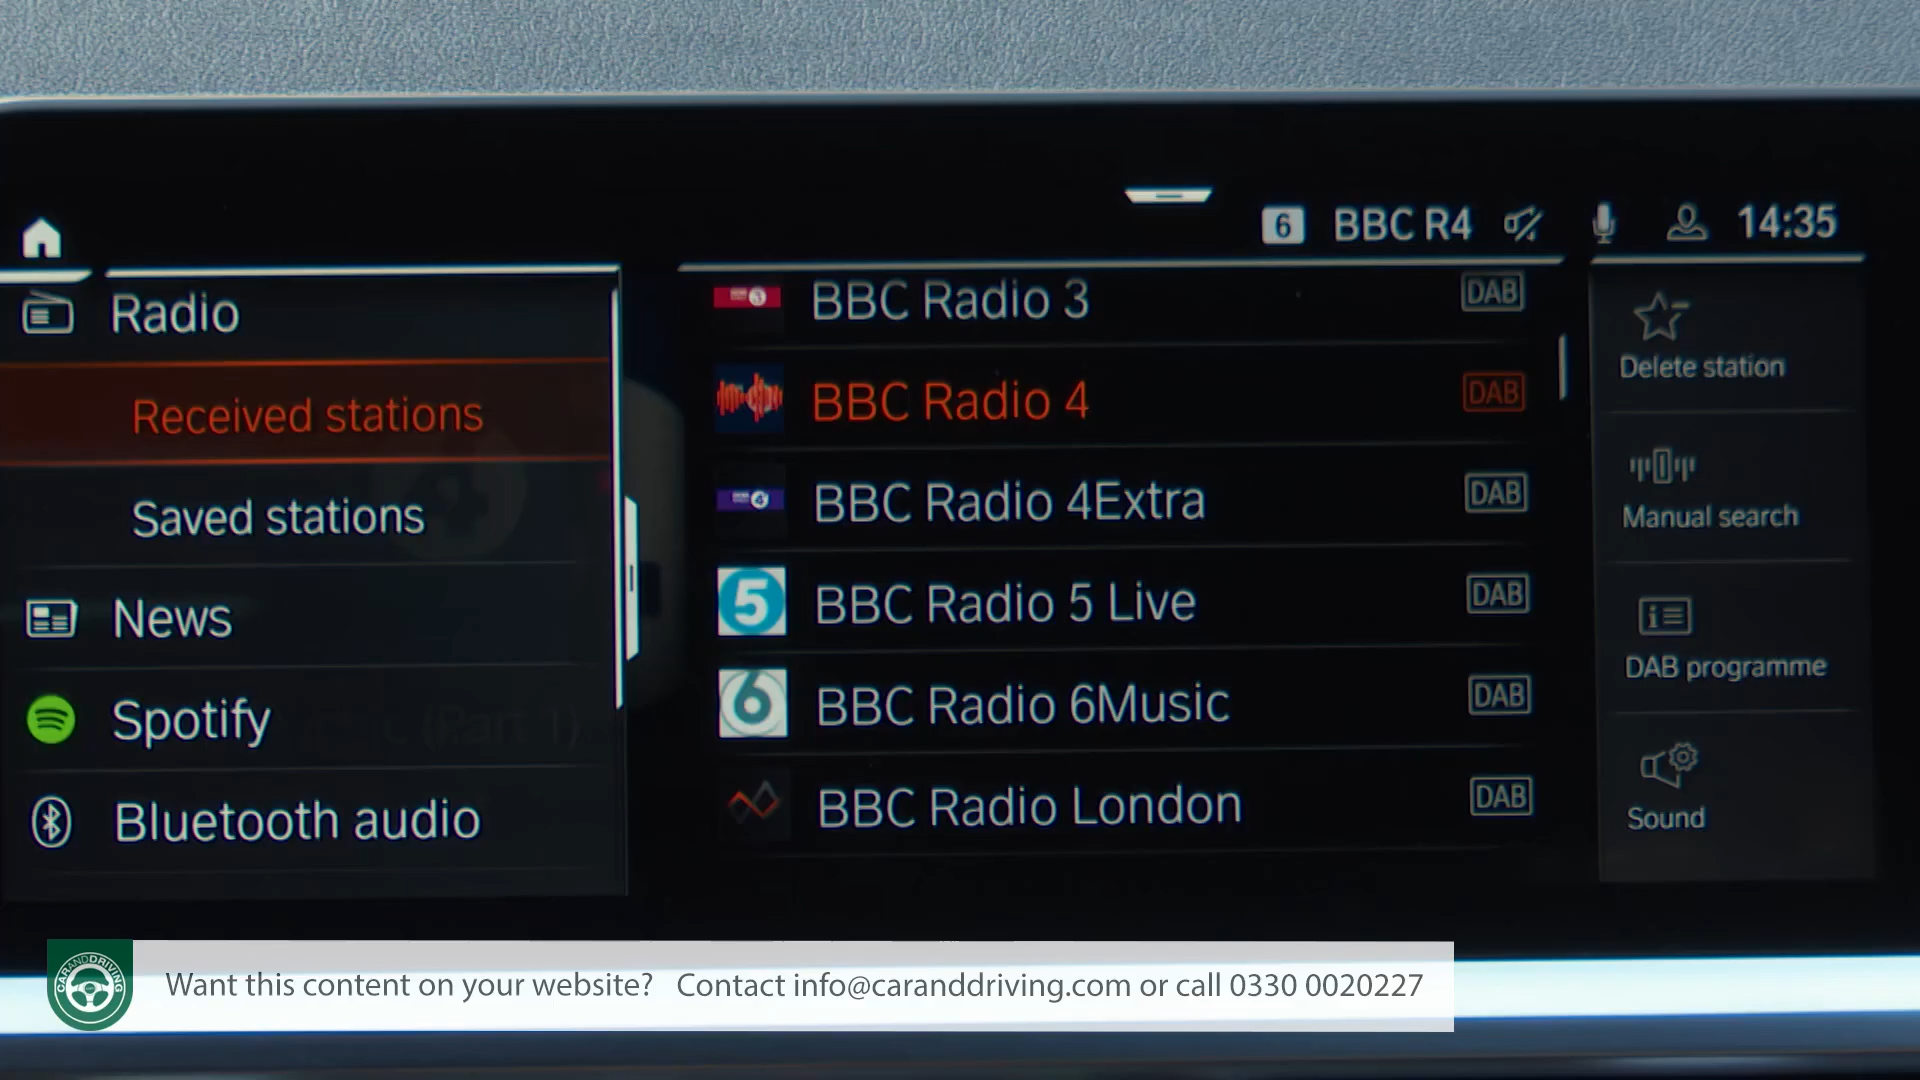 6 BBC R4 14:35
Radio
Received stations
Saved stations
News
Spotify
(Part 1)
Bluetooth audio
BBC Radio 3 DAB
BBC Radio 4 DAB
BBC Radio 4Extra DAB
5 BBC Radio 5 Live DAB
6 BBC Radio 6Music DAB
BBC Radio London DAB
Delete station
Manual search
DAB programme
Sound
CARANDDRIVING
Want this content on your website? Contact info@caranddriving.com or call 0330 0020227